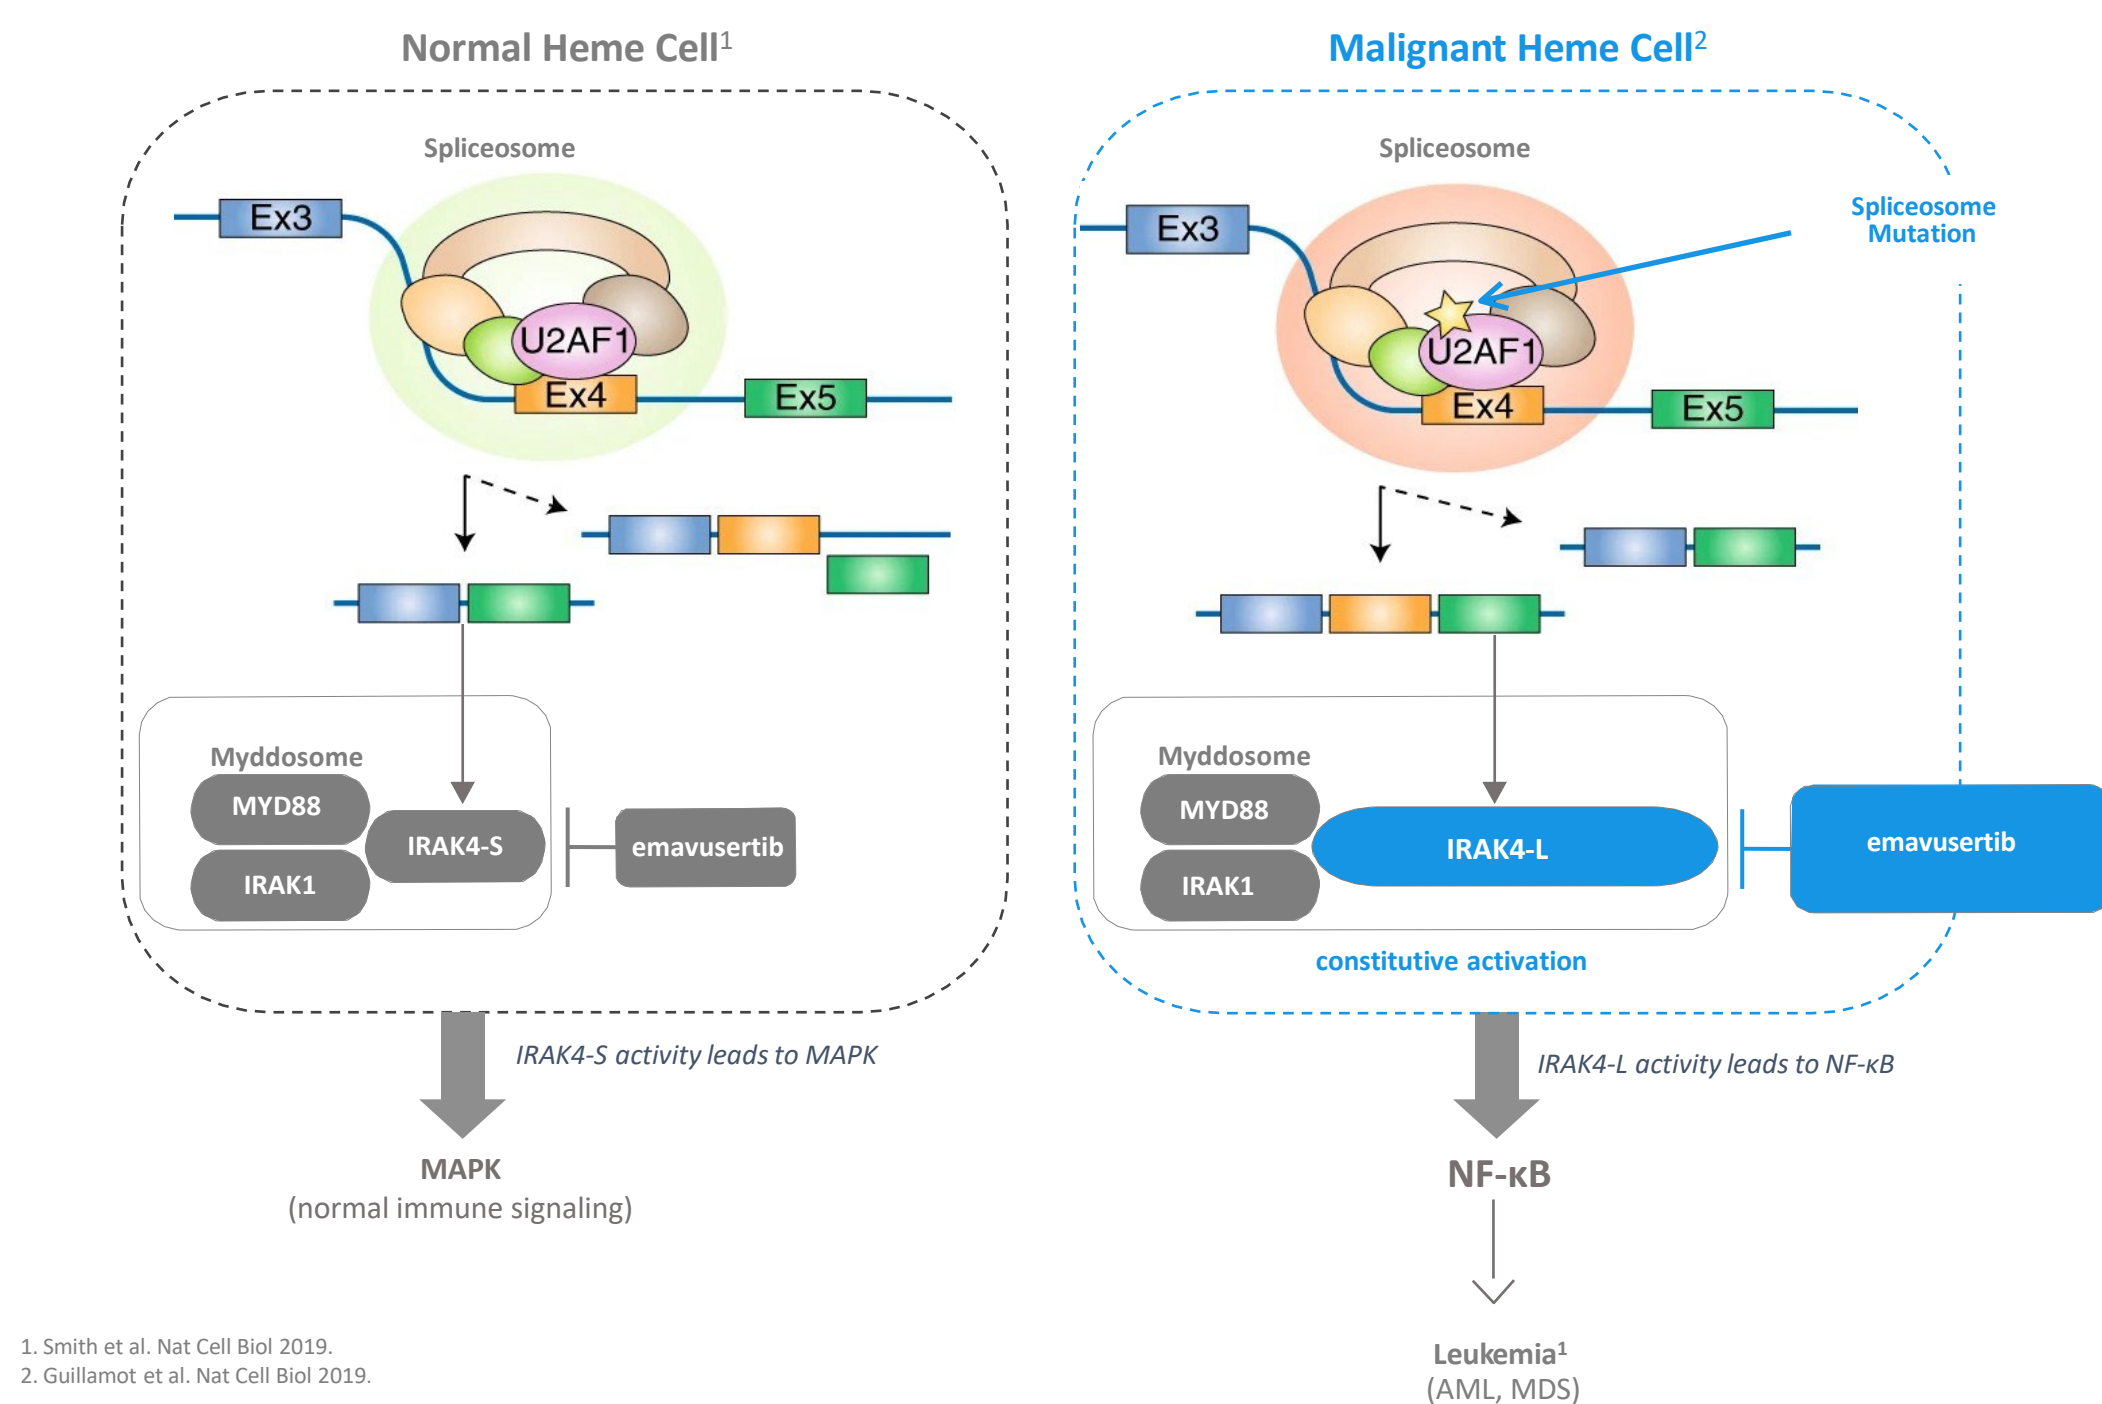 Normal Heme Cell1
Spliceosome
Ex3
U2AF1
Ex4
Ex5
Myddosome
MYD88
IRAK4-S
IRAK1
emavusertib
IRAK4-S activity leads to MAPK
MAPK
(normal immune signaling)
Malignant Heme Cell2
Spliceosome
Spliceosome
Mutation
Ex3
U2AF1
Ex4
Ex5
Myddosome
MYD88
IRAK4-L
IRAK1
emavusertib
constitutive activation
IRAK4-L activity leads to NF-κB
NF-κB
Leukemia1
(AML, MDS)
1. Smith et al. Nat Cell Biol 2019.
2. Guillamot et al. Nat Cell Biol 2019.